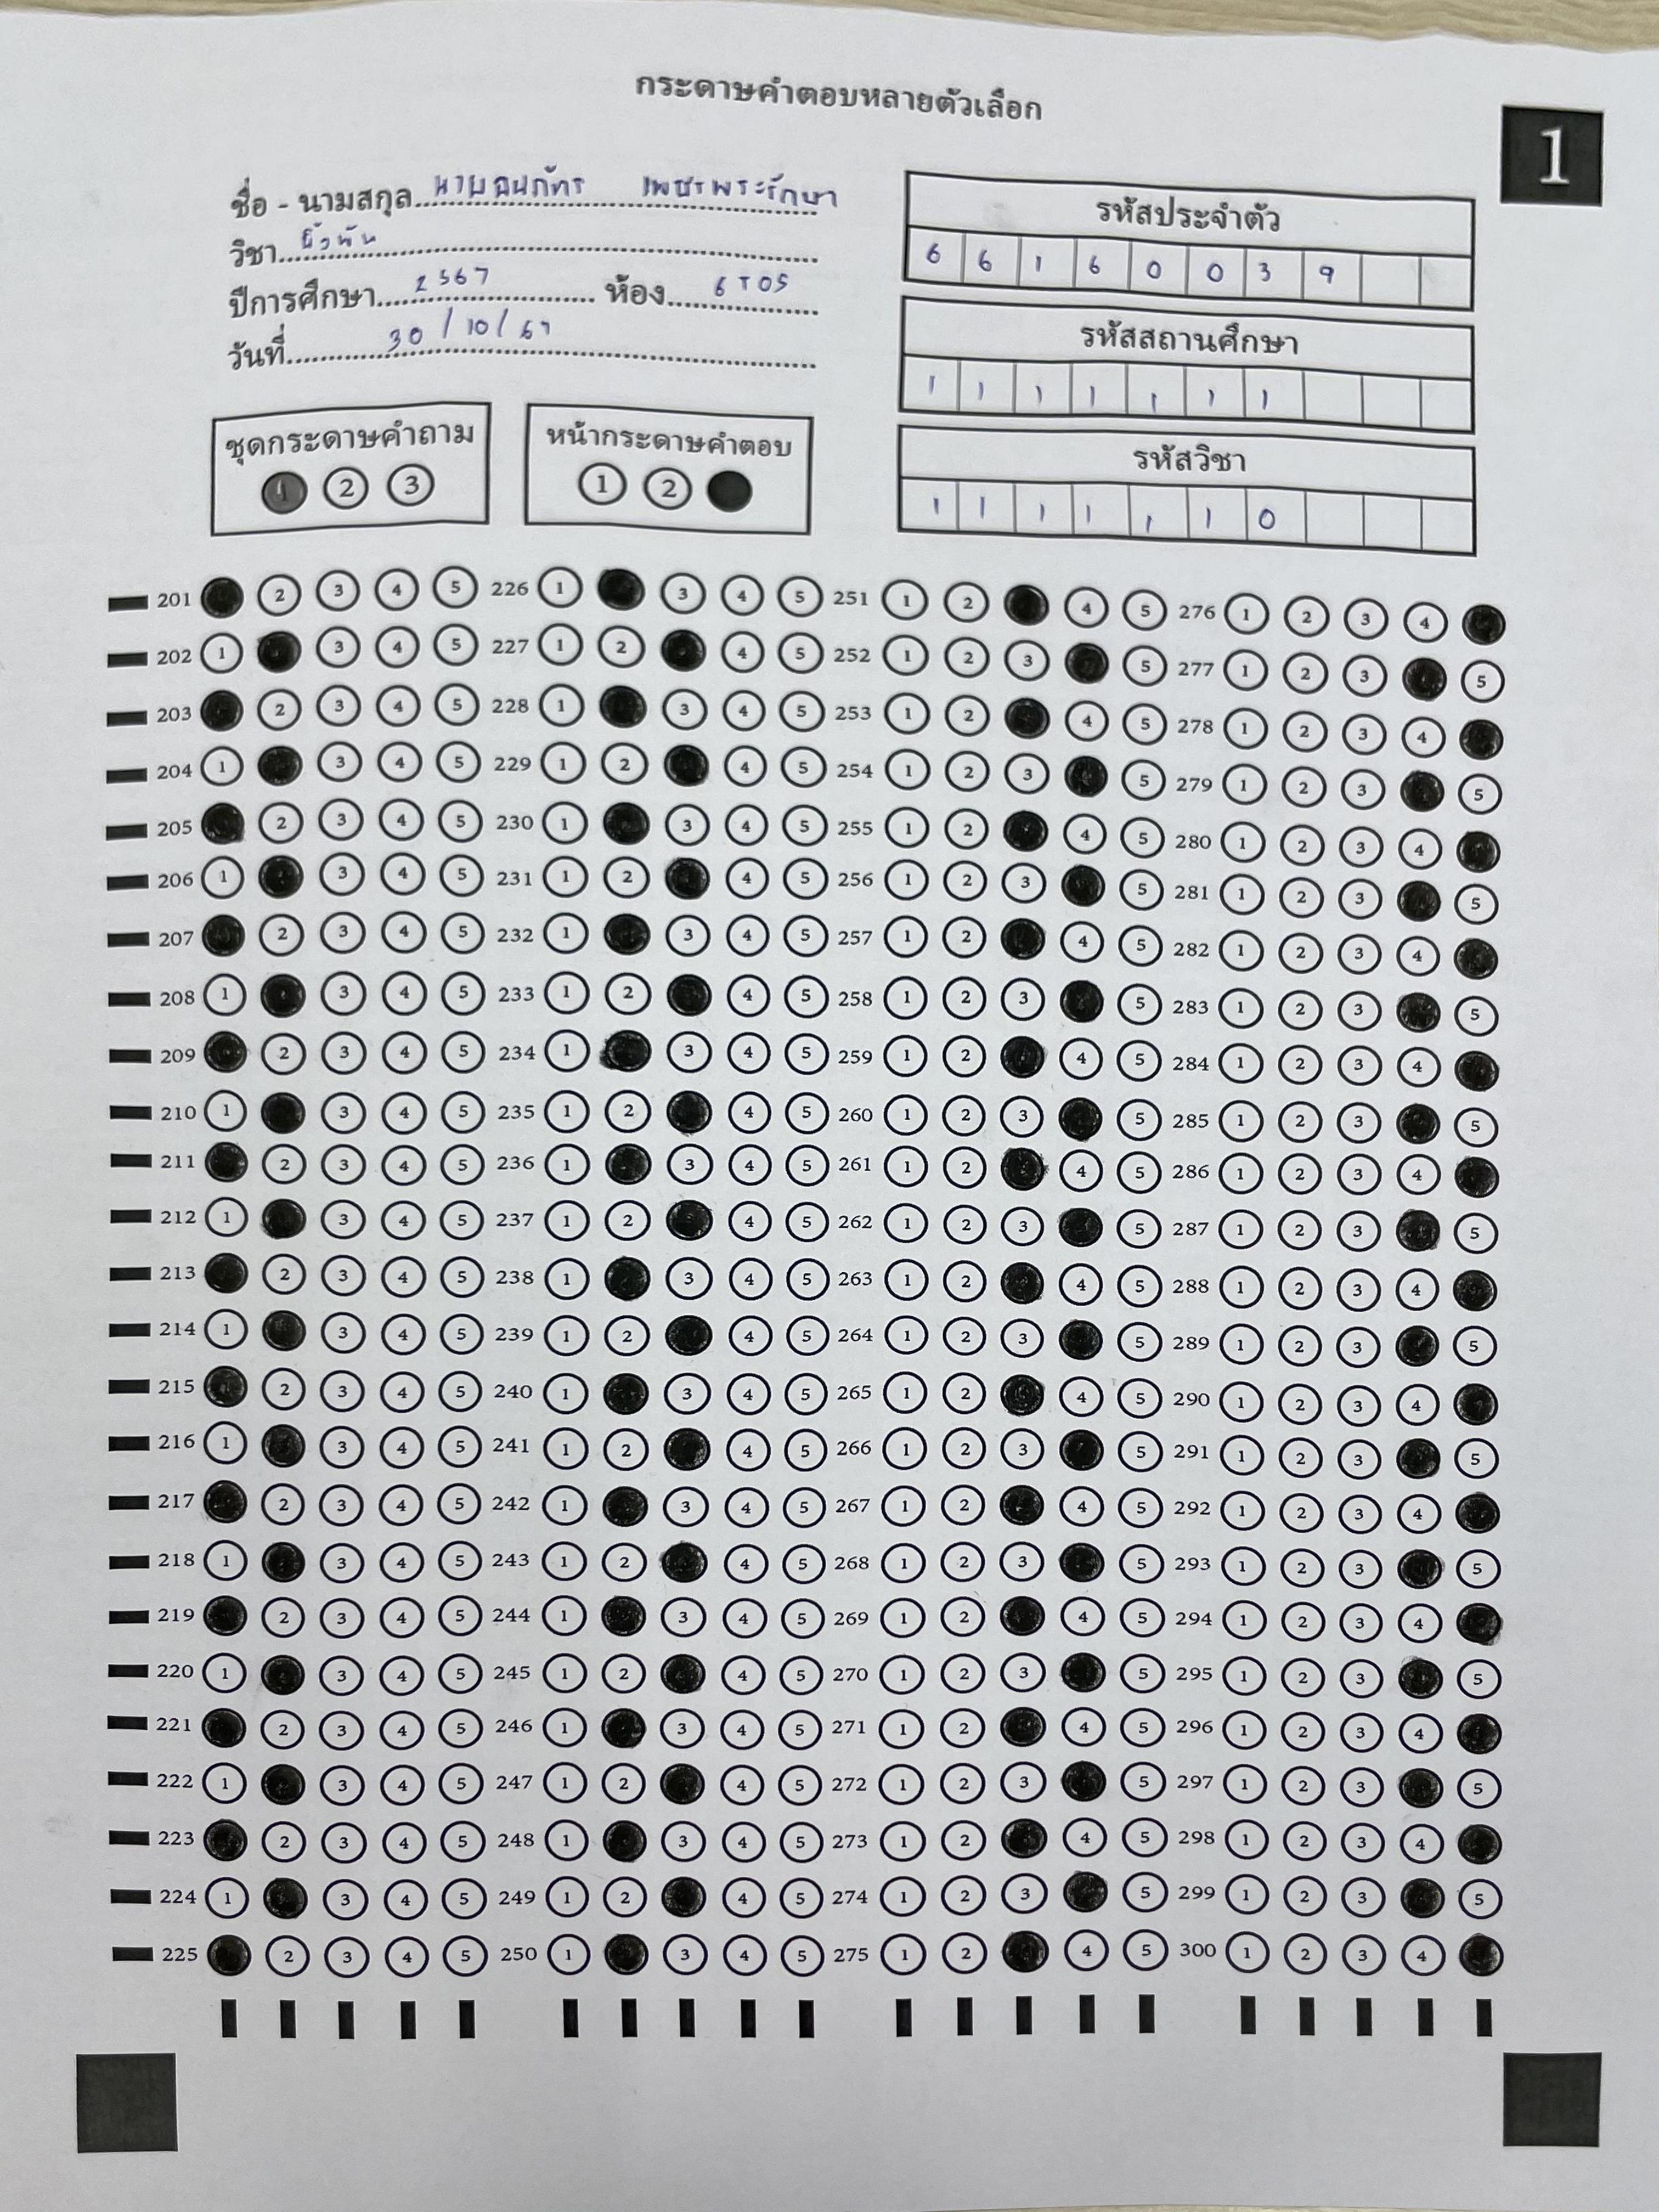 กระดาษคำตอบหลายตัวเลือก
1
ชื่อ - นามสกุล
วิชา
ปีการศึกษา 2567 ห้อง 6T05
วันที่ 30/10/67
รหัสประจำตัว
6 6 1 6 0 0 3 9
รหัสสถานศึกษา
1 1 1 1 1 1 1
รหัสวิชา
1 1 1 1 1 1 0
ชุดกระดาษคำถาม
1 2 3
หน้ากระดาษคำตอบ
1 2
201 2 3 4 5 226 1 3 4 5 251 1 2 4 5 276 1 2 3 4
202 1 3 4 5 227 1 2 4 5 252 1 2 3 5 277 1 2 3 5
203 2 3 4 5 228 1 3 4 5 253 1 2 4 5 278 1 2 3 4
204 1 3 4 5 229 1 2 4 5 254 1 2 3 5 279 1 2 3 5
205 2 3 4 5 230 1 3 4 5 255 1 2 4 5 280 1 2 3 4
206 1 3 4 5 231 1 2 4 5 256 1 2 3 5 281 1 2 3 5
207 2 3 4 5 232 1 3 4 5 257 1 2 4 5 282 1 2 3 4
208 1 3 4 5 233 1 2 4 5 258 1 2 3 5 283 1 2 3 5
209 2 3 4 5 234 1 3 4 5 259 1 2 4 5 284 1 2 3 4
210 1 3 4 5 235 1 2 4 5 260 1 2 3 5 285 1 2 3 5
211 2 3 4 5 236 1 3 4 5 261 1 2 4 5 286 1 2 3 4
212 1 3 4 5 237 1 2 4 5 262 1 2 3 5 287 1 2 3 5
213 2 3 4 5 238 1 3 4 5 263 1 2 4 5 288 1 2 3 4
214 1 3 4 5 239 1 2 4 5 264 1 2 3 5 289 1 2 3 5
215 2 3 4 5 240 1 3 4 5 265 1 2 4 5 290 1 2 3 4
216 1 3 4 5 241 1 2 4 5 266 1 2 3 5 291 1 2 3 5
217 2 3 4 5 242 1 3 4 5 267 1 2 4 5 292 1 2 3 4
218 1 3 4 5 243 1 2 4 5 268 1 2 3 5 293 1 2 3 5
219 2 3 4 5 244 1 3 4 5 269 1 2 4 5 294 1 2 3 4
220 1 3 4 5 245 1 2 4 5 270 1 2 3 5 295 1 2 3 5
221 2 3 4 5 246 1 3 4 5 271 1 2 4 5 296 1 2 3 4
222 1 3 4 5 247 1 2 4 5 272 1 2 3 5 297 1 2 3 5
223 2 3 4 5 248 1 3 4 5 273 1 2 4 5 298 1 2 3 4
224 1 3 4 5 249 1 2 4 5 274 1 2 3 5 299 1 2 3 5
225 2 3 4 5 250 1 3 4 5 275 1 2 4 5 300 1 2 3 4